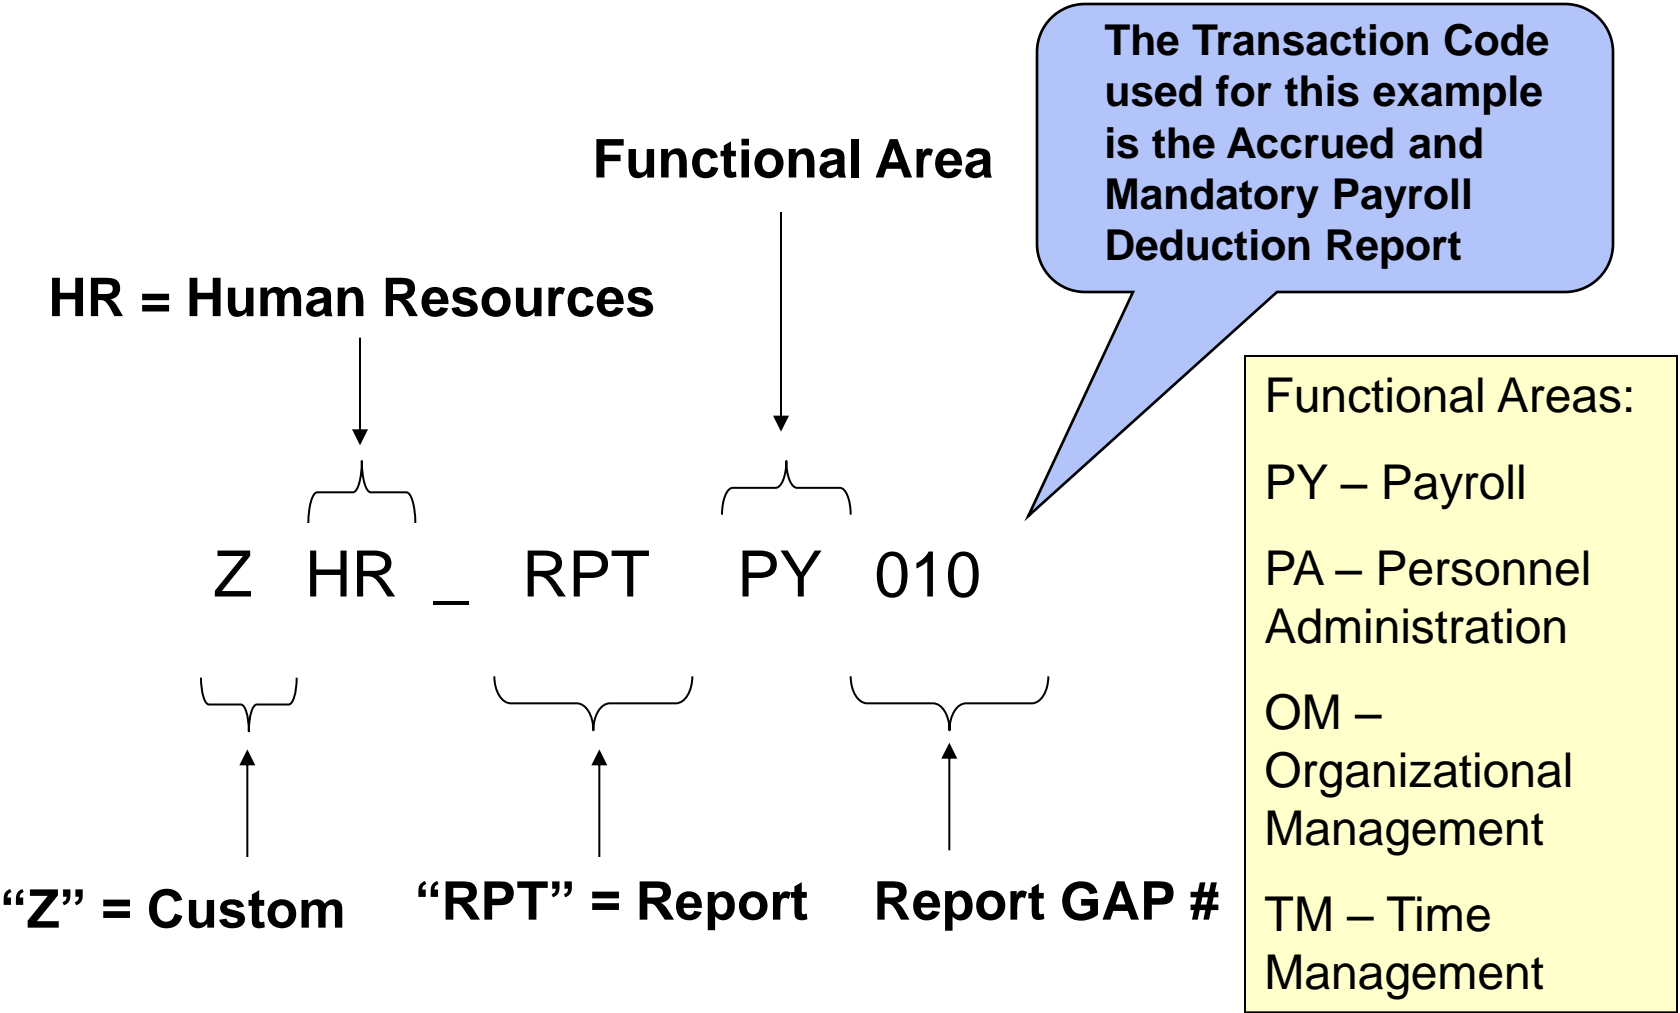 The Transaction Code
used for this example
is the Accrued and
Mandatory Payroll
Deduction Report
Functional Area
HR = Human Resources
Z HR _ RPT PY 010
“Z” = Custom
“RPT” = Report
Report GAP #
Functional Areas:
PY – Payroll
PA – Personnel
Administration
OM –
Organizational
Management
TM – Time
Management